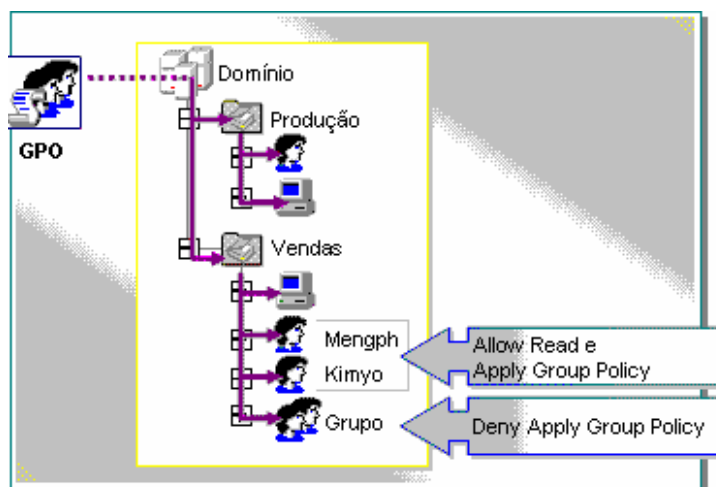 Domínio
GPO
Produção
Vendas
Mengph
Kimyo
Grupo
Allow Read e
Apply Group Policy
Deny Apply Group Policy